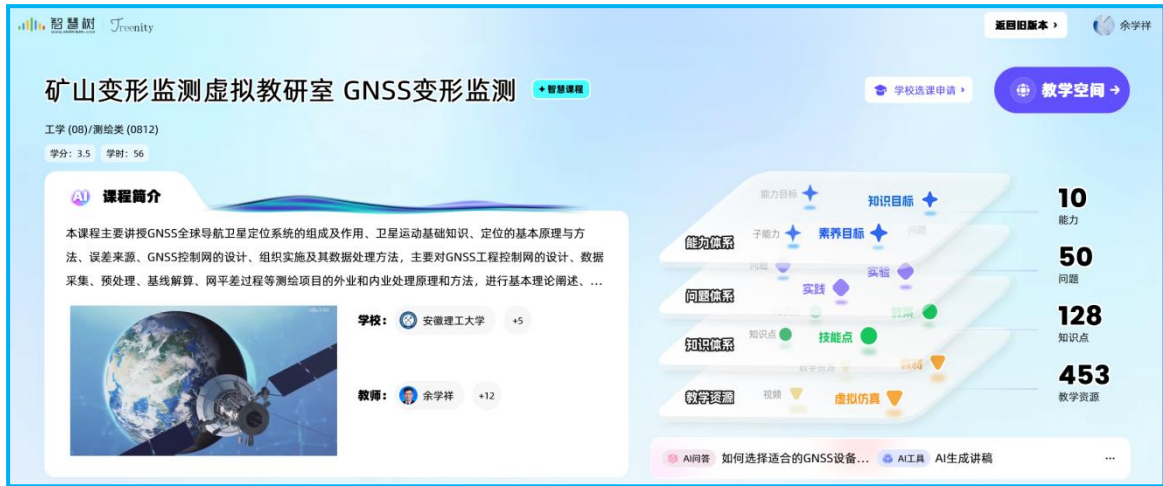 智慧树 Treenity
返回旧版本 ›
余学祥
矿山变形监测虚拟教研室 GNSS变形监测
+智慧课程
学校选课申请 ›
教学空间 →
工学 (08)/测绘类 (0812)
学分：3.5 学时：56
AI 课程简介
本课程主要讲授GNSS全球导航卫星定位系统的组成及作用、卫星运动基础知识、定位的基本原理与方
法、误差来源、GNSS控制网的设计、组织实施及其数据处理方法，主要对GNSS工程控制网的设计、数据
采集、预处理、基线解算、网平差过程等测绘项目的外业和内业处理原理和方法，进行基本理论阐述、...
学校： 安徽理工大学 +5
教师： 余学祥 +12
能力目标 知识目标
能力体系 子能力 素养目标 问题
问题 实验
问题体系 实践
知识体系 知识点 技能点
教材
教学资源 视频 虚拟仿真
10
能力
50
问题
128
知识点
453
教学资源
AI问答 如何选择适合的GNSS设备... AI工具 AI生成讲稿 ...